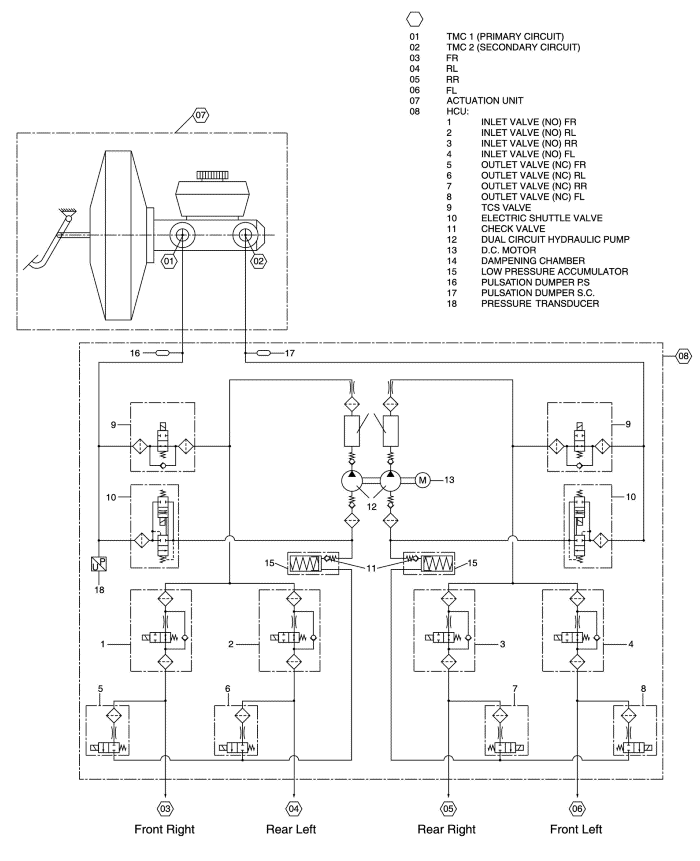 01 TMC 1 (PRIMARY CIRCUIT)
02 TMC 2 (SECONDARY CIRCUIT)
03 FR
04 RL
05 RR
06 FL
07 ACTUATION UNIT
08 HCU:
1 INLET VALVE (NO) FR
2 INLET VALVE (NO) RL
3 INLET VALVE (NO) RR
4 INLET VALVE (NO) FL
5 OUTLET VALVE (NC) FR
6 OUTLET VALVE (NC) RL
7 OUTLET VALVE (NC) RR
8 OUTLET VALVE (NC) FL
9 TCS VALVE
10 ELECTRIC SHUTTLE VALVE
11 CHECK VALVE
12 DUAL CIRCUIT HYDRAULIC PUMP
13 D.C. MOTOR
14 DAMPENING CHAMBER
15 LOW PRESSURE ACCUMULATOR
16 PULSATION DUMPER P.S
17 PULSATION DUMPER S.C.
18 PRESSURE TRANSDUCER
07
01 02
16 17
08
9 9
M 13
10 12 10
15 11 15
U P
18
1 2 3 4
5 6 7 8
03 04 05 06
Front Right Rear Left Rear Right Front Left